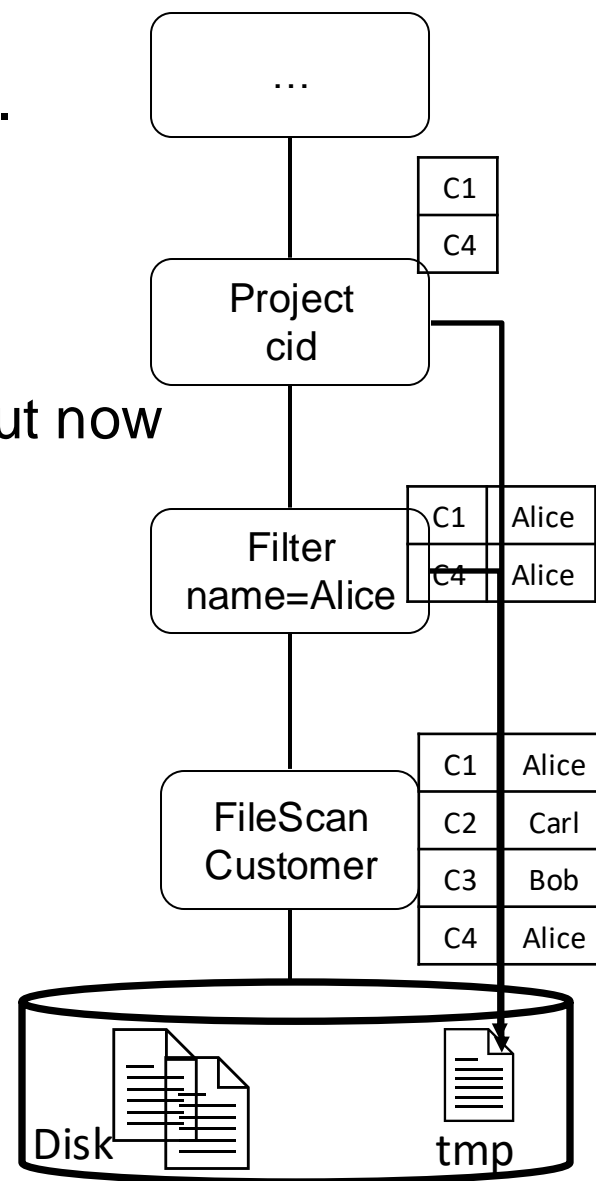 …
.
C1
C4
Project
cid
ut now
C1 Alice
Filter
name=Alice
C4 Alice
C1 Alice
FileScan
Customer
C2 Carl
C3 Bob
C4 Alice
Disk
tmp